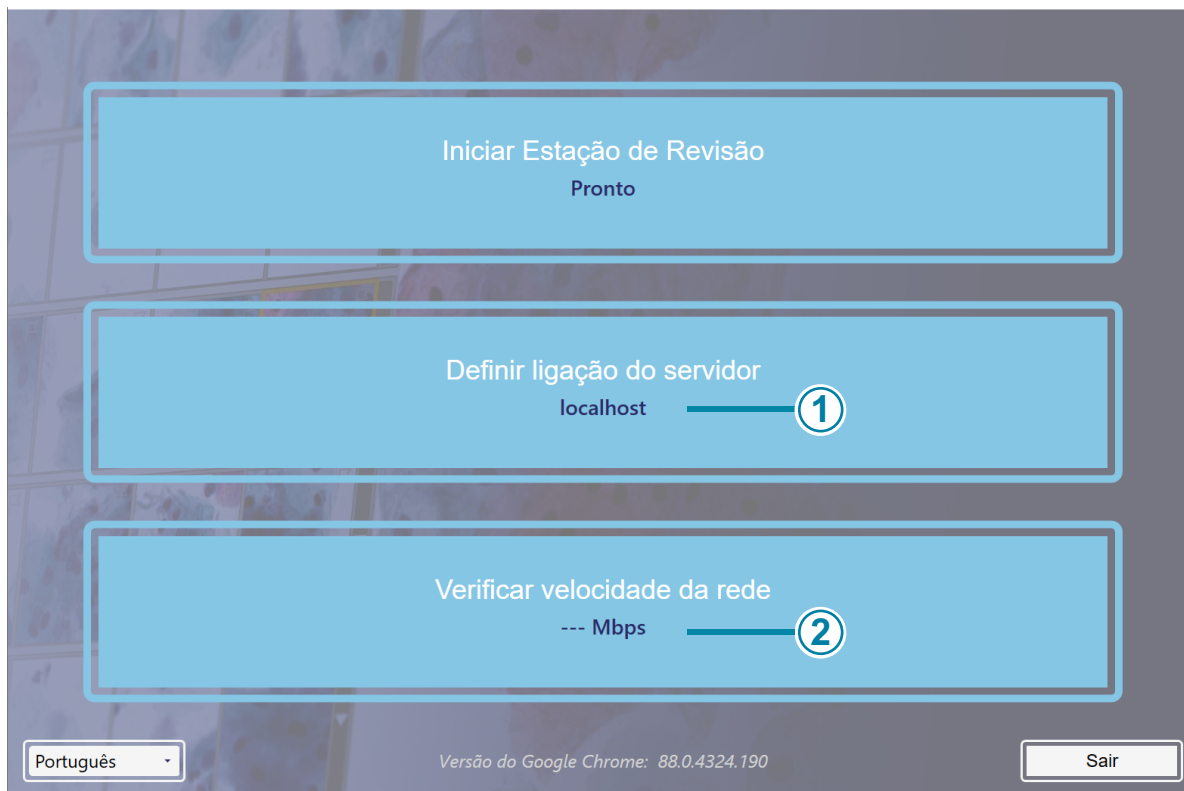 Iniciar Estação de Revisão
Pronto
Definir ligação do servidor
localhost
1
Verificar velocidade da rede
--- Mbps
2
Português
Versão do Google Chrome: 88.0.4324.190
Sair